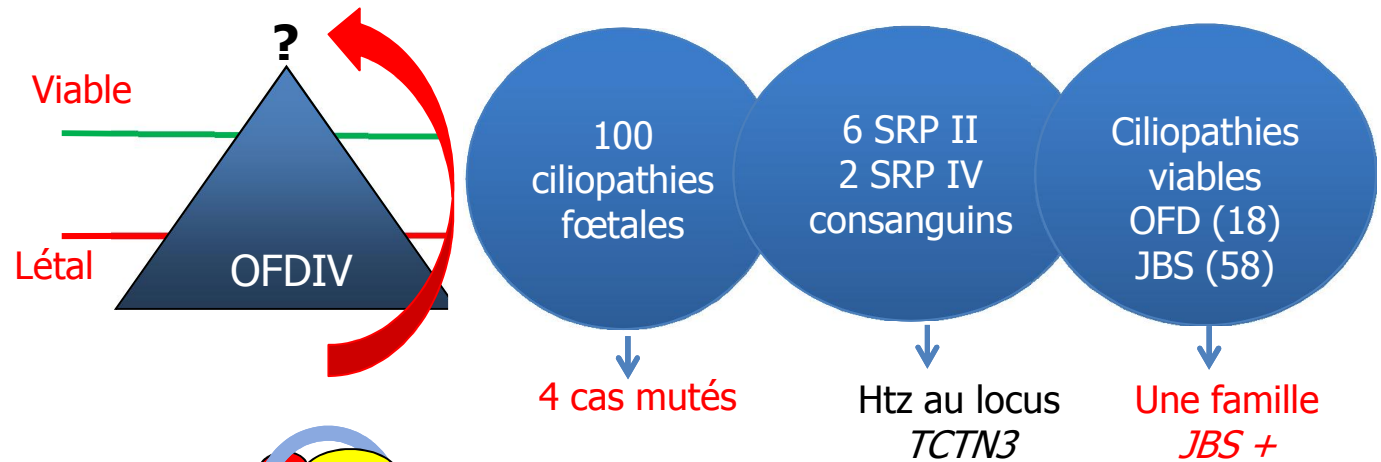 ?
Viable
Létal
OFDIV
100
ciliopathies
fœtales
4 cas mutés
6 SRP II
2 SRP IV
consanguins
Htz au locus
TCTN3
Ciliopathies
viables
OFD (18)
JBS (58)
Une famille
JBS +